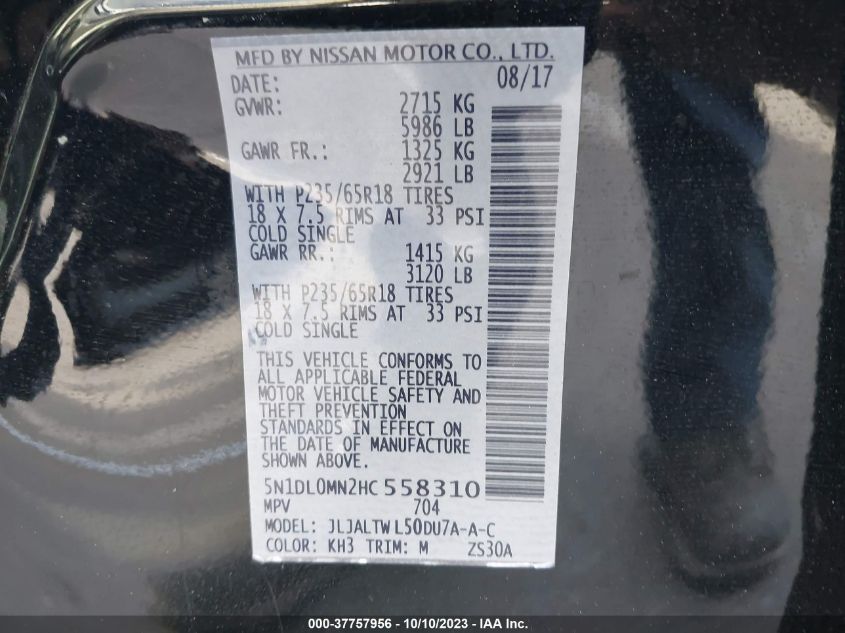 MFD BY NISSAN MOTOR CO., LTD.
DATE: 08/17
GVWR: 2715 KG
5986 LB
GAWR FR.: 1325 KG
2921 LB
WITH P235/65R18 TIRES
18 X 7.5 RIMS AT 33 PSI
COLD SINGLE
GAWR RR.: 1415 KG
3120 LB
WITH P235/65R18 TIRES
18 X 7.5 RIMS AT 33 PSI
COLD SINGLE
THIS VEHICLE CONFORMS TO
ALL APPLICABLE FEDERAL
MOTOR VEHICLE SAFETY AND
THEFT PREVENTION
STANDARDS IN EFFECT ON
THE DATE OF MANUFACTURE
SHOWN ABOVE.
5N1DL0MN2HC 558310
MPV 704
MODEL: JLJALTWL50DU7A-A-C
COLOR: KH3 TRIM: M ZS30A
000-37757956 - 10/10/2023 - IAA Inc.